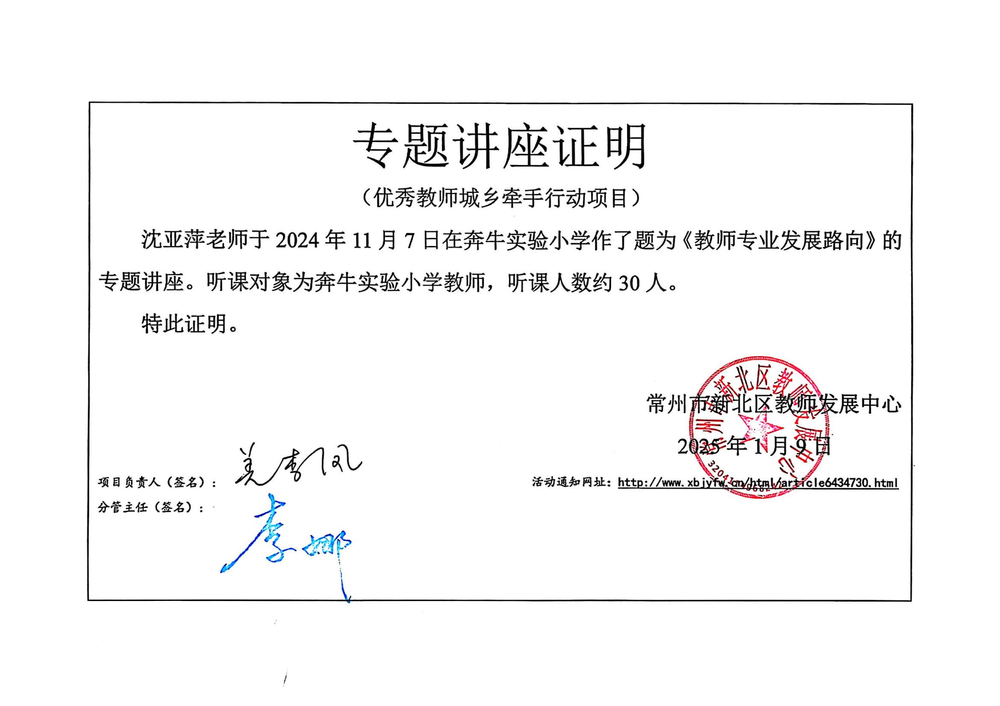 专题讲座证明
（优秀教师城乡牵手行动项目）
沈亚萍老师于 2024 年 11 月 7 日在奔牛实验小学作了题为《教师专业发展路向》的
专题讲座。听课对象为奔牛实验小学教师，听课人数约 30 人。
特此证明。
常州市新北区教师发展中心
常州市新北区教师发展中心
2025 年 1 月 9 日
项目负责人（签名）：
活动通知网址：http://www.xbjyfw.cn/html/article6434730.html
分管主任（签名）：
李娜